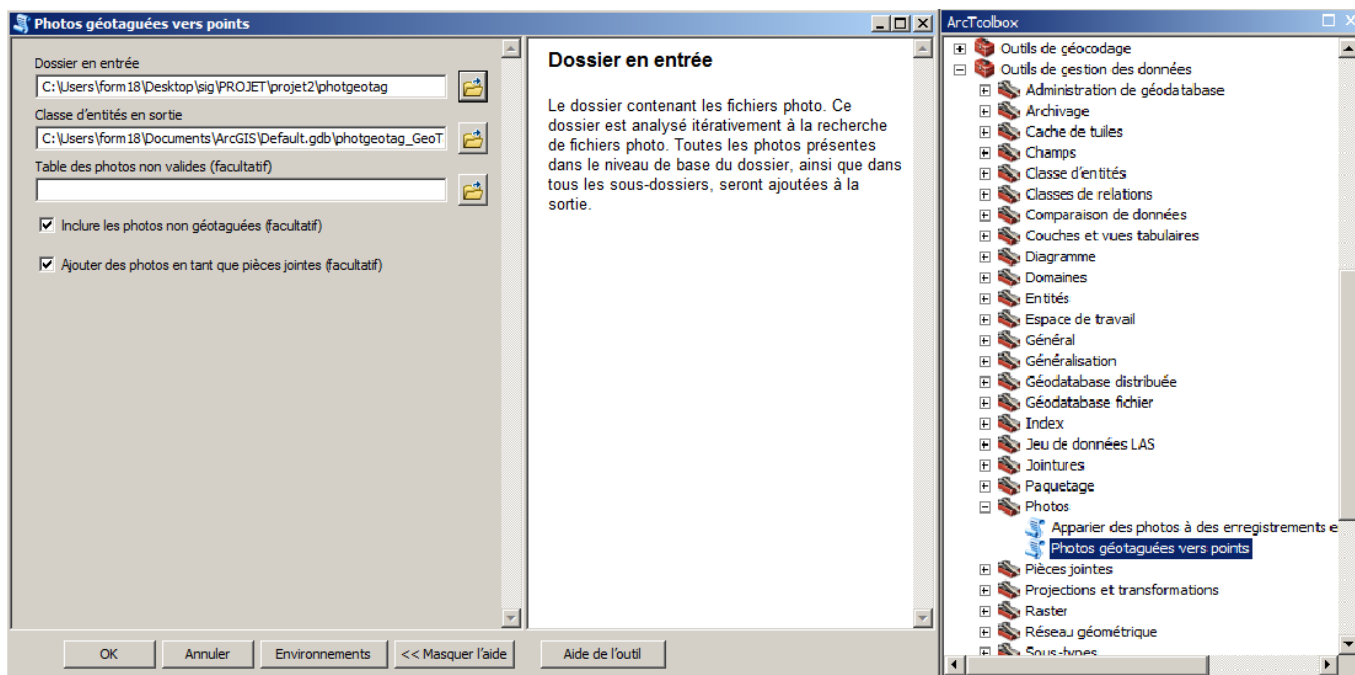 Photos géotaguées vers points
Dossier en entrée
C:\Users\form18\Desktop\sig\PROJET\projet2\photgeotag
Classe d'entités en sortie
C:\Users\form18\Documents\ArcGIS\Default.gdb\photgeotag_GeoT
Table des photos non valides (facultatif)
Inclure les photos non géotaguées (facultatif)
Ajouter des photos en tant que pièces jointes (facultatif)
OK
Annuler
Environnements
<< Masquer l'aide
Dossier en entrée
Le dossier contenant les fichiers photo. Ce
dossier est analysé itérativement à la recherche
de fichiers photo. Toutes les photos présentes
dans le niveau de base du dossier, ainsi que dans
tous les sous-dossiers, seront ajoutées à la
sortie.
Aide de l'outil
ArcToolbox
Outils de géocodage
Outils de gestion des données
Administration de géodatabase
Archivage
Cache de tuiles
Champs
Classe d'entités
Classes de relations
Comparaison de données
Couches et vues tabulaires
Diagramme
Domaines
Entités
Espace de travail
Général
Généralisation
Géodatabase distribuée
Géodatabase fichier
Index
Jeu de données LAS
Jointures
Paquetage
Photos
Apparier des photos à des enregistrements e
Photos géotaguées vers points
Pièces jointes
Projections et transformations
Raster
Réseau géométrique
Sous-types